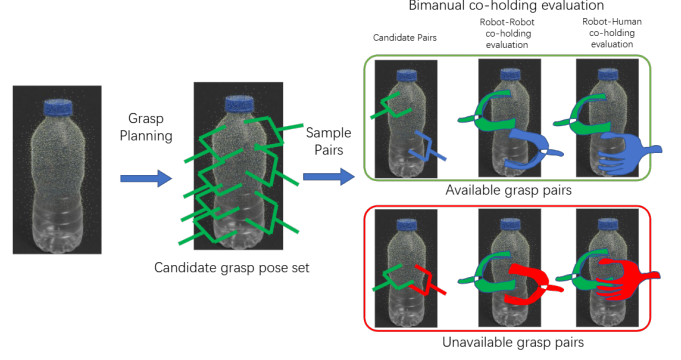 Bimanual co-holding evaluation
Candidate Pairs
Robot-Robot
co-holding
evaluation
Robot-Human
co-holding
evaluation
Grasp
Planning
Sample
Pairs
Available grasp pairs
Candidate grasp pose set
Unavailable grasp pairs